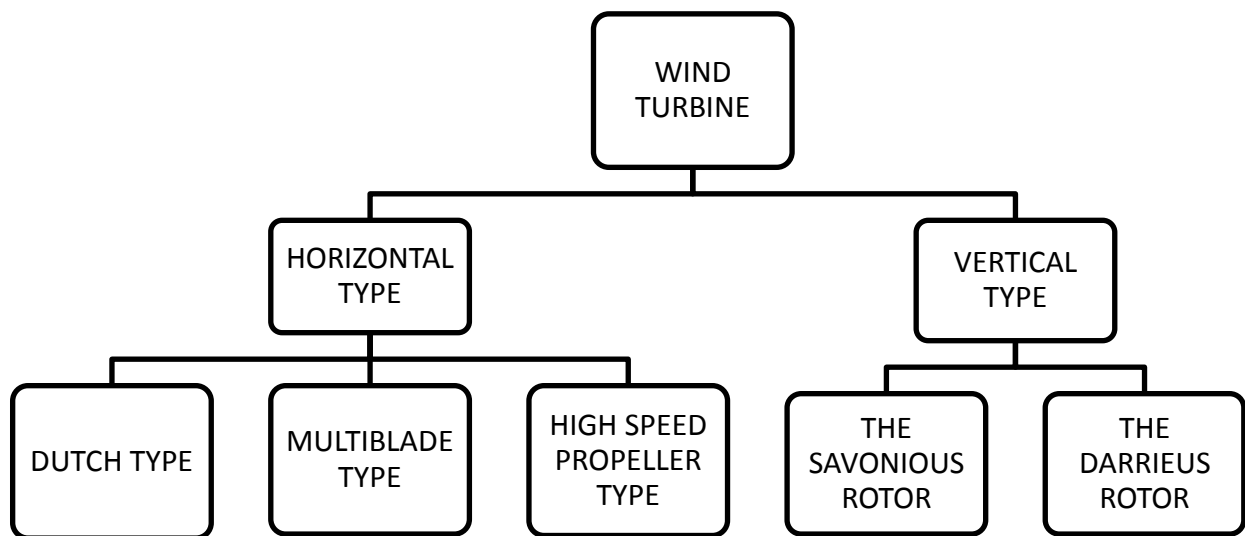 WIND
TURBINE
HORIZONTAL
TYPE
VERTICAL
TYPE
DUTCH TYPE
MULTIBLADE
TYPE
HIGH SPEED
PROPELLER
TYPE
THE
SAVONIOUS
ROTOR
THE
DARRIEUS
ROTOR